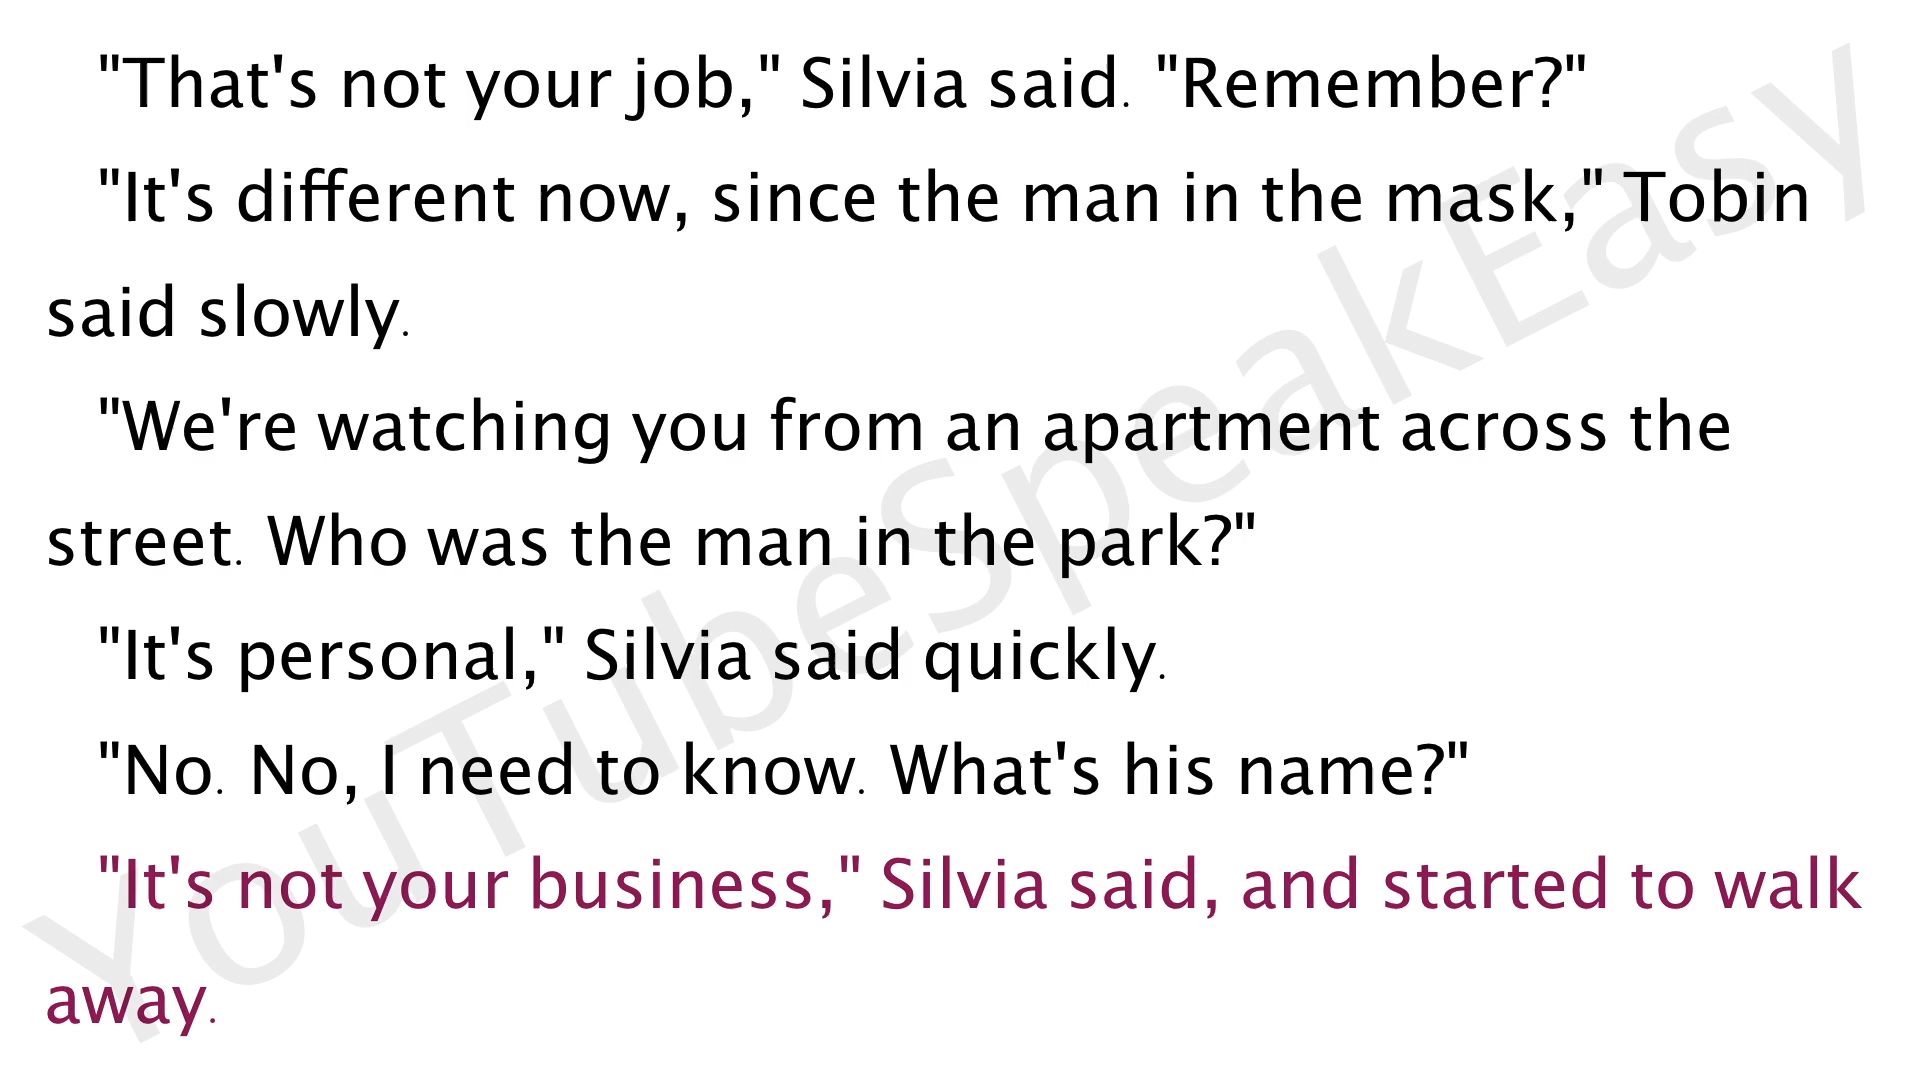 "That's not your job," Silvia said. "Remember?"
"It's different now, since the man in the mask," Tobin
said slowly.
"We're watching you from an apartment across the
street. Who was the man in the park?"
"It's personal," Silvia said quickly.
"No. No, I need to know. What's his name?"
"It's not your business," Silvia said, and started to walk
away.
YouTubeSpeakEasy